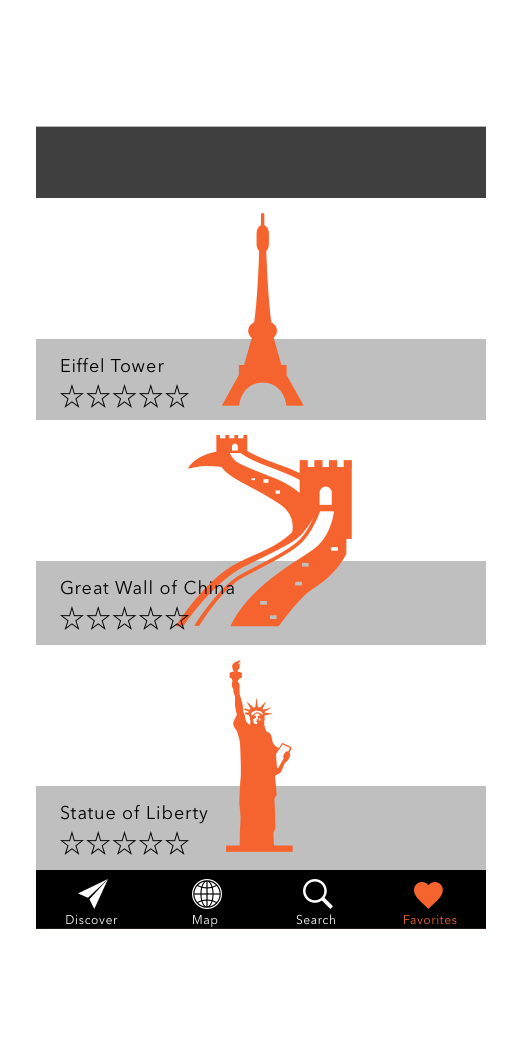 Eiffel Tower
Great Wall of China
Statue of Liberty
Discover Map Search Favorites